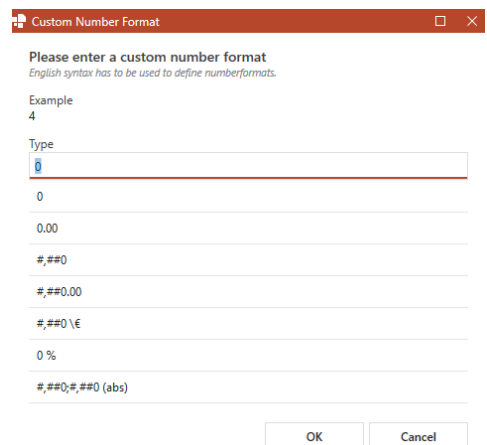 Custom Number Format
Please enter a custom number format
English syntax has to be used to define numberformats.
Example
4
Type
0
0
0.00
#,##0
#,##0.00
#,##0 \€
0 %
#,##0;#,##0 (abs)
OK Cancel